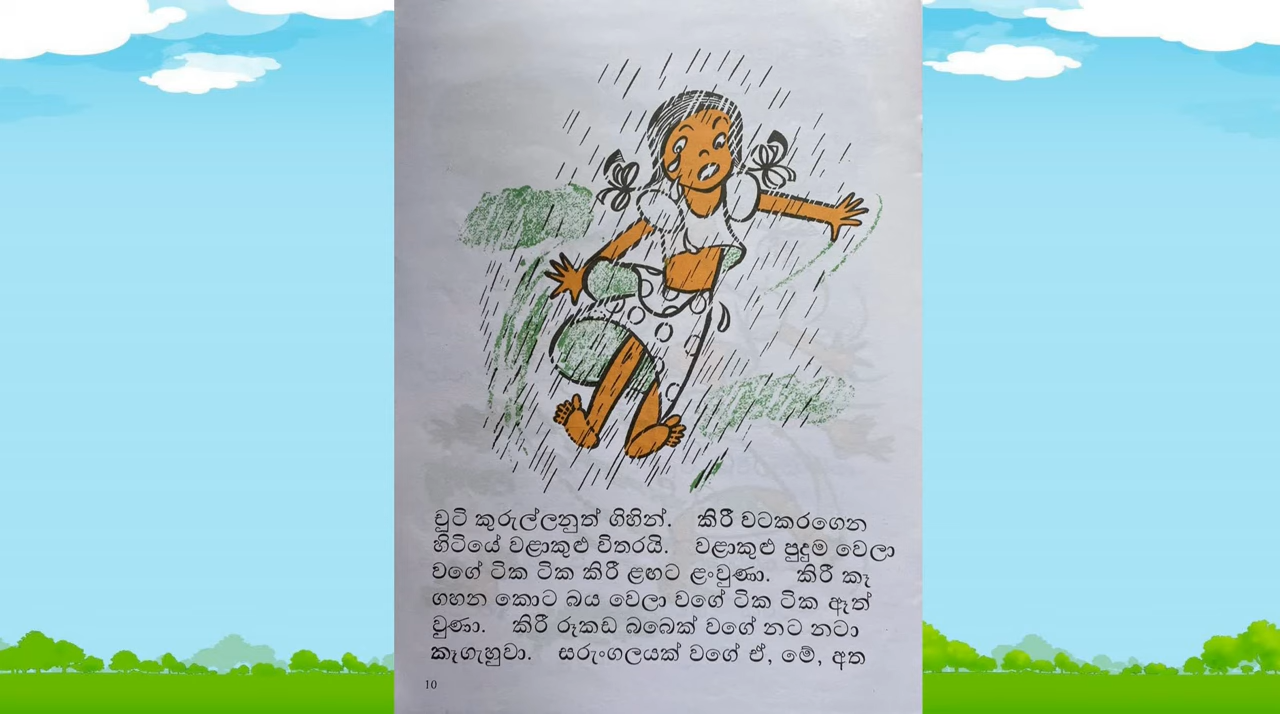 චූටි කුරුල්ලනුත් ගිහින්. කිරී වටකරගෙන
හිටියේ වළාකුළු විතරයි. වළාකුළු පුදුම වෙලා
වගේ ටික ටික කිරී ළඟට ළංවුණා. කිරී කෑ
ගහන කොට බය වෙලා වගේ ටික ටික ඈත්
වුණා. කිරී රූකඩ බබෙක් වගේ නට නටා
කෑගැහුවා. සරුංගලයක් වගේ ඒ, මේ, අත
10